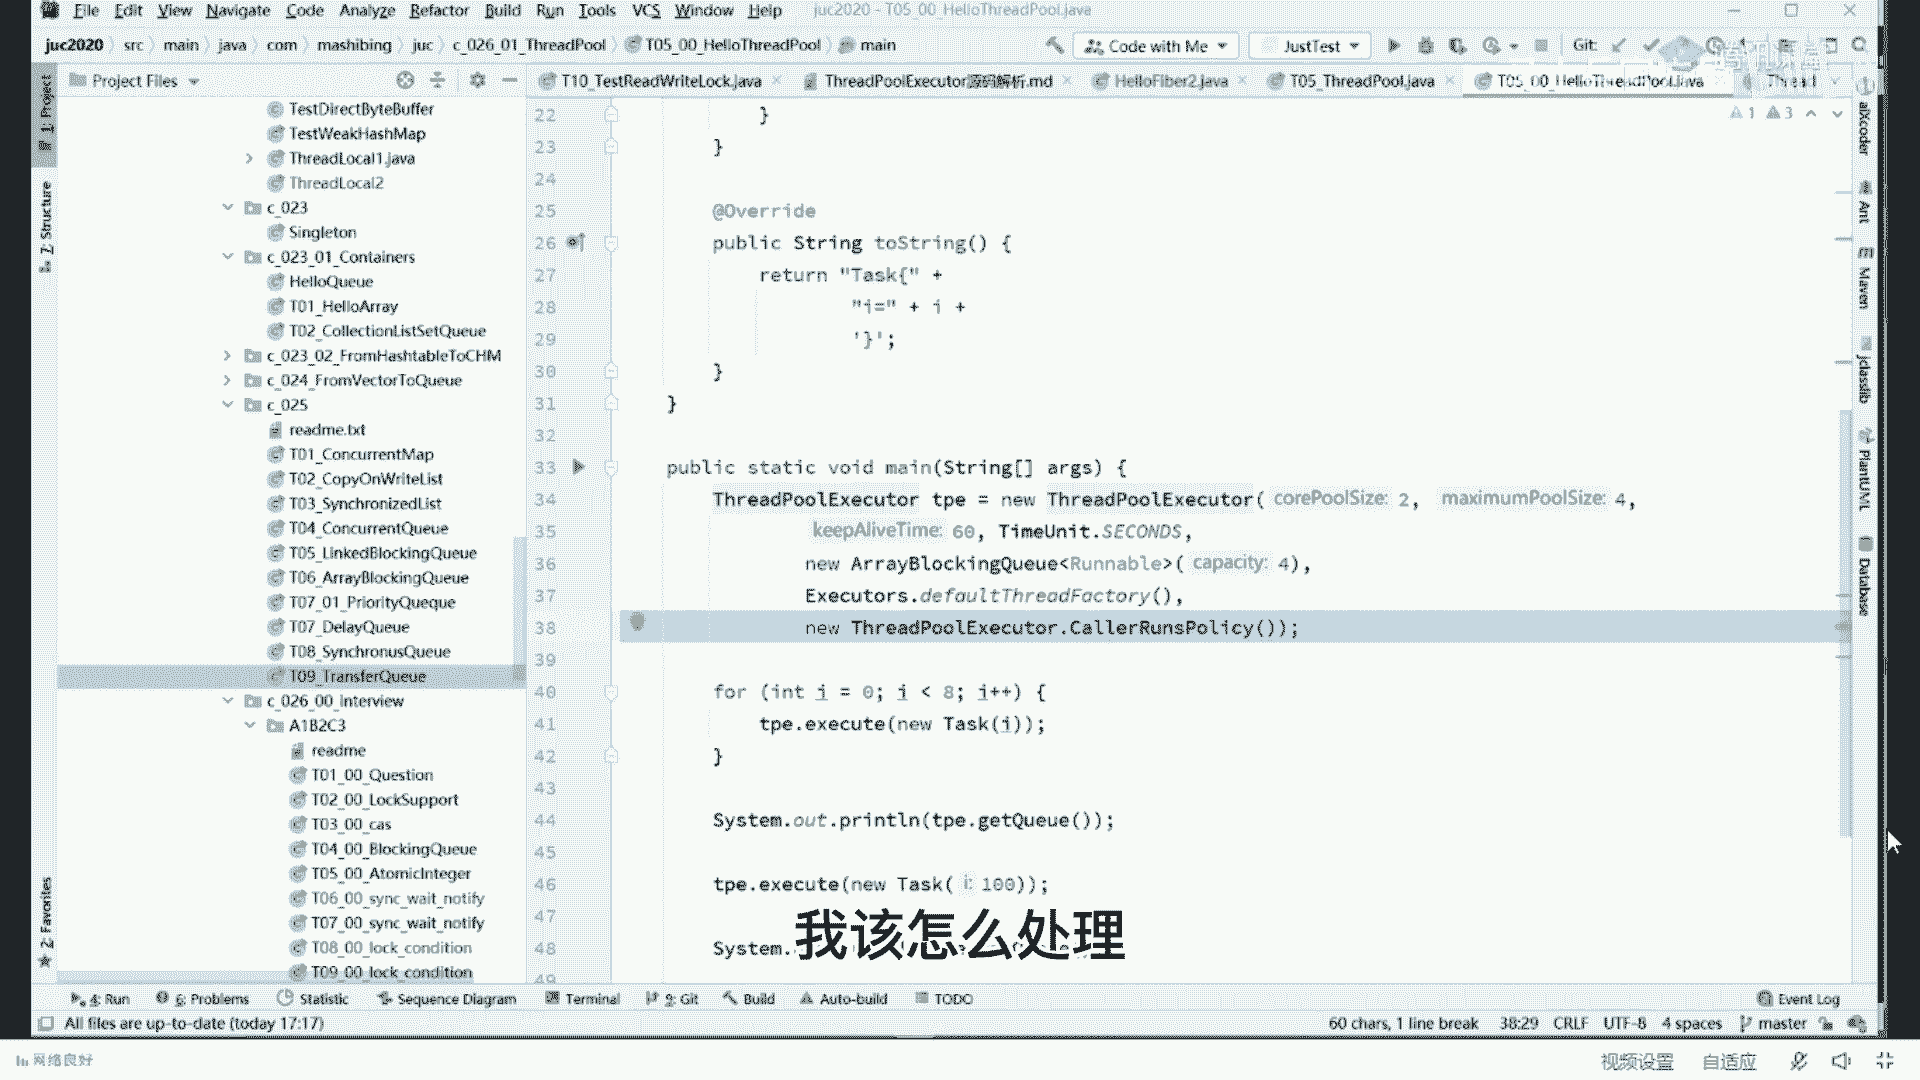 File Edit View Navigate Code Analyze Refactor Build Run Tools VCS Window Help juc2020 - T05_00_HelloThreadPool.java
juc2020 src main java com mashibing juc c_026_01_ThreadPool T05_00_HelloThreadPool main Code with Me JustTest Git:
Project Files T10_TestReadWriteLock.java ThreadPoolExecutor源码解析.md HelloFiber2.java T05_ThreadPool.java T05_00_HelloThreadPool.java Thread
1: Project
7: Structure
2: Favorites
TestDirectByteBuffer
TestWeakHashMap
ThreadLocal1.java
ThreadLocal2
c_023
Singleton
c_023_01_Containers
HelloQueue
T01_HelloArray
T02_CollectionListSetQueue
c_023_02_FromHashtableToCHM
c_024_FromVectorToQueue
c_025
readme.txt
T01_ConcurrentMap
T02_CopyOnWriteList
T03_SynchronizedList
T04_ConcurrentQueue
T05_LinkedBlockingQueue
T06_ArrayBlockingQueue
T07_01_PriorityQueque
T07_DelayQueue
T08_SynchronusQueue
T09_TransferQueue
c_026_00_Interview
A1B2C3
readme
T01_00_Question
T02_00_LockSupport
T03_00_cas
T04_00_BlockingQueue
T05_00_AtomicInteger
T06_00_sync_wait_notify
T07_00_sync_wait_notify
T08_00_lock_condition
T09_00_lock_condition
1 3
22 }
23 }
24
25 @Override
26 public String toString() {
27 return "Task{" +
28 "i=" + i +
29 '}';
30 }
31 }
32
33 public static void main(String[] args) {
34 ThreadPoolExecutor tpe = new ThreadPoolExecutor( corePoolSize: 2, maximumPoolSize: 4,
35 keepAliveTime: 60, TimeUnit.SECONDS,
36 new ArrayBlockingQueue<Runnable>( capacity: 4),
37 Executors.defaultThreadFactory(),
38 new ThreadPoolExecutor.CallerRunsPolicy());
39
40 for (int i = 0; i < 8; i++) {
41 tpe.execute(new Task(i));
42 }
43
44 System.out.println(tpe.getQueue());
45
46 tpe.execute(new Task( i: 100));
47
48 System.
49
我该怎么处理
aiXcoder
Ant
Maven
jclasslib
PlantUML
Database
4: Run 6: Problems Statistic Sequence Diagram Terminal 9: Git Build Auto-build TODO Event Log
All files are up-to-date (today 17:17) 60 chars, 1 line break 38:29 CRLF UTF-8 4 spaces master
网络良好 视频设置 自适应